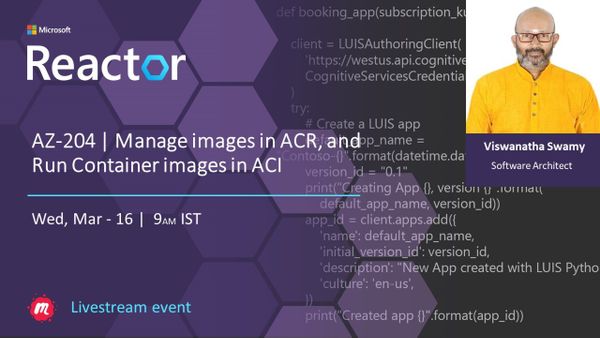 Microsoft
Reactor
AZ-204 | Manage images in ACR, and
Run Container images in ACI
Wed, Mar - 16 | 9AM IST
Livestream event
Viswanatha Swamy
Software Architect
def booking_app(subscription_ku
client = LUISAuthoringClient(
'https://westus.api.cognitive
CognitiveServicesCredential
)
try:
# Create a LUIS app
default_app_name =
Contoso-{}".format(datetime.dat
version_id = "0.1"
print("Creating App {}, version {}".format(
default_app_name, version_id))
app_id = client.apps.add({
'name': default_app_name,
'initial_version_id': version_id,
'description': "New App created with LUIS Pytho
'culture': 'en-us',
})
print("Created app {}".format(app_id))